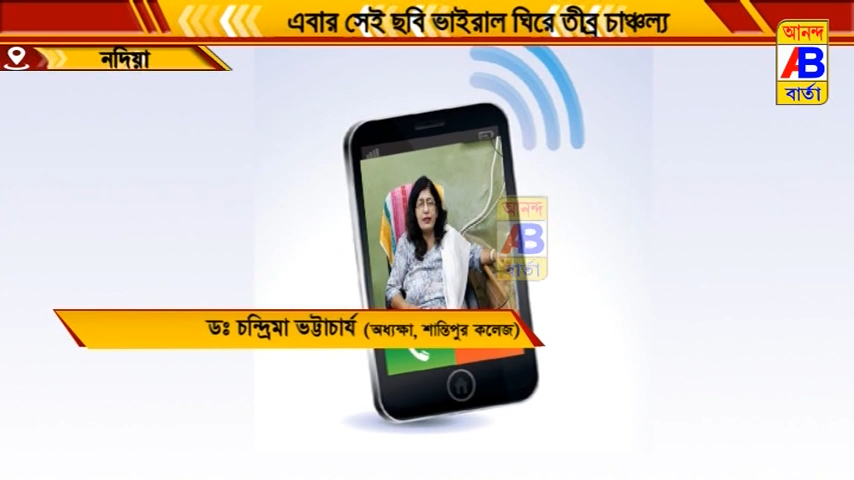 এবার সেই ছবি ভাইরাল ঘিরে তীব্র চাঞ্চল্য
নদিয়া
আনন্দ
AB
বার্তা
আনন্দ
AB
বার্তা
ডঃ চন্দ্রিমা ভট্টাচার্য (অধ্যক্ষা, শান্তিপুর কলেজ)